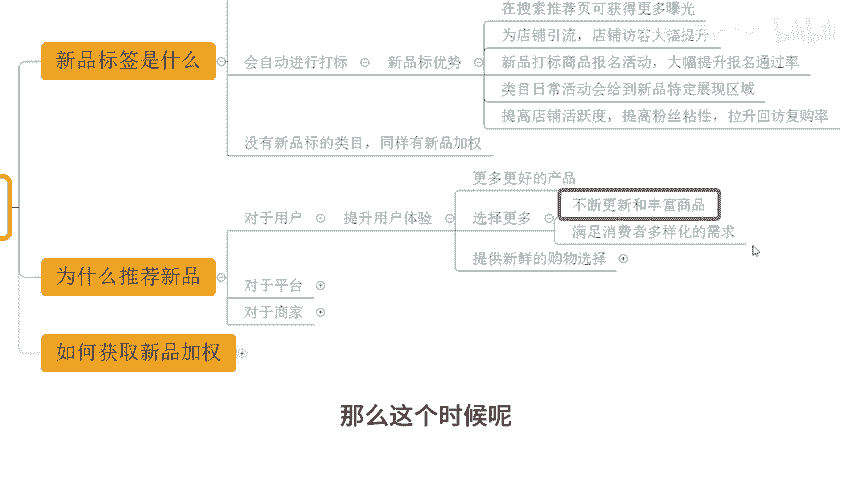 在搜索推荐页可获得更多曝光
为店铺引流，店铺访客大幅提升
新品标签是什么
会自动进行打标
新品标优势
新品打标商品报名活动，大幅提升报名通过率
类目日常活动会给到新品特定展现区域
提高店铺活跃度，提高粉丝粘性，拉升回访复购率
没有新品标的类目，同样有新品加权
更多更好的产品
不断更新和丰富商品
对于用户
提升用户体验
选择更多
满足消费者多样化的需求
提供新鲜的购物选择
为什么推荐新品
对于平台
对于商家
如何获取新品加权
那么这个时候呢